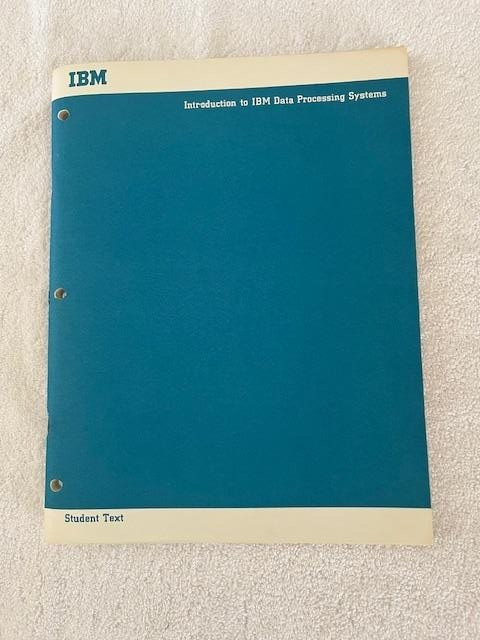 IBM
Introduction to IBM Data Processing Systems
Student Text